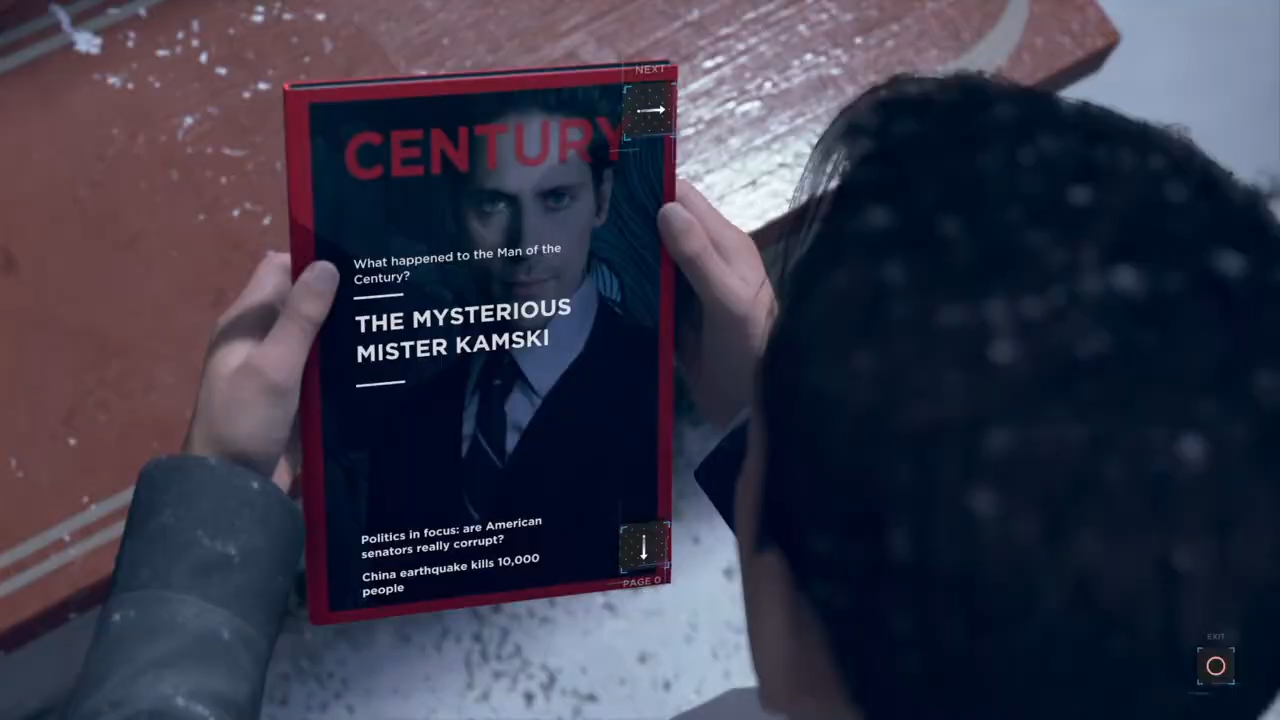 NEXT
CENTURY
What happened to the Man of the
Century?
THE MYSTERIOUS
MISTER KAMSKI
Politics in focus: are American
senators really corrupt?
China earthquake kills 10,000
people
PAGE 0
EXIT